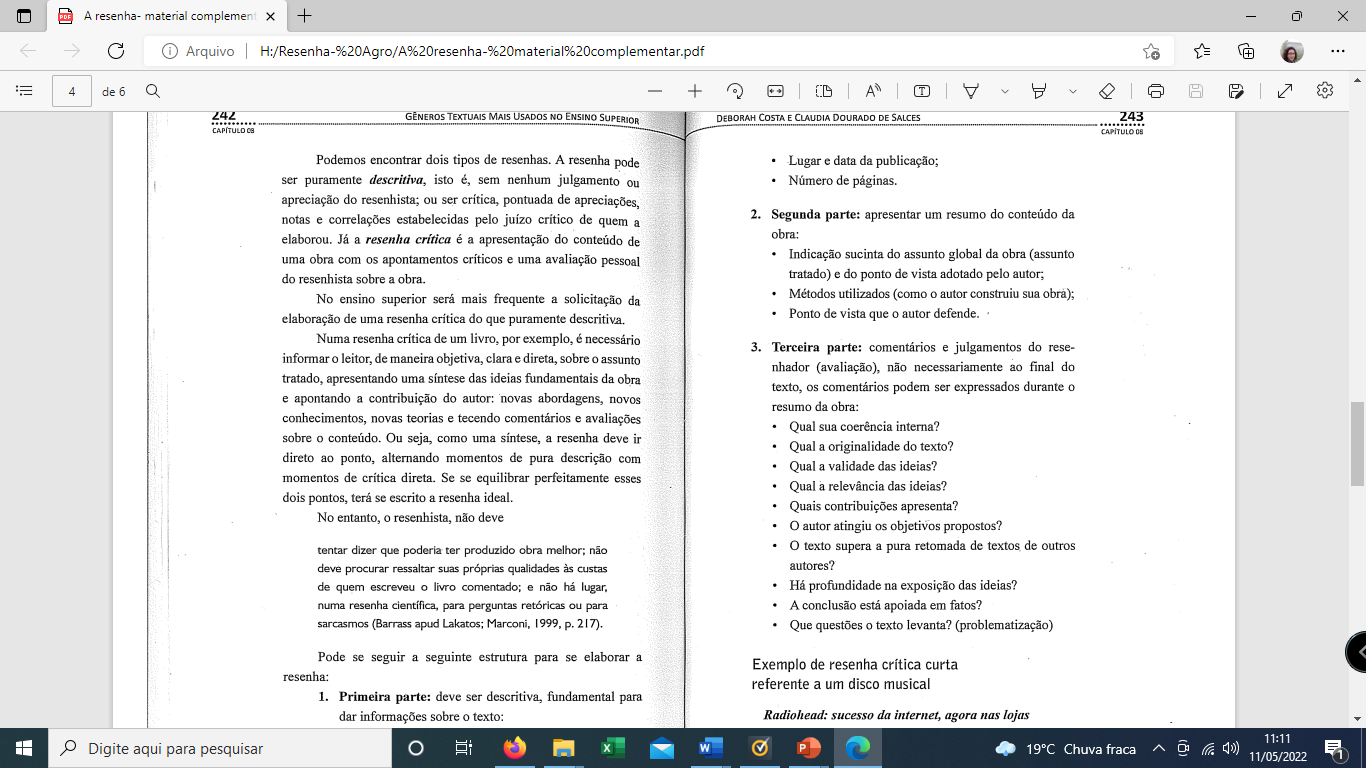 A resenha- material complement
Arquivo
H:/Resenha-%20Agro/A%20resenha-%20material%20complementar.pdf
4
de 6
242
CAPÍTULO 08
GÊNEROS TEXTUAIS MAIS USADOS NO ENSINO SUPERIOR
Podemos encontrar dois tipos de resenhas. A resenha pode
ser puramente descritiva, isto é, sem nenhum julgamento ou
apreciação do resenhista; ou ser crítica, pontuada de apreciações,
notas e correlações estabelecidas pelo juízo crítico de quem a
elaborou. Já a resenha crítica é a apresentação do conteúdo de
uma obra com os apontamentos críticos e uma avaliação pessoal
do resenhista sobre a obra.
No ensino superior será mais frequente a solicitação da
elaboração de uma resenha crítica do que puramente descritiva.
Numa resenha crítica de um livro, por exemplo, é necessário
informar o leitor, de maneira objetiva, clara e direta, sobre o assunto
tratado, apresentando uma síntese das ideias fundamentais da obra
e apontando a contribuição do autor: novas abordagens, novos
conhecimentos, novas teorias e tecendo comentários e avaliações
sobre o conteúdo. Ou seja, como uma síntese, a resenha deve ir
direto ao ponto, alternando momentos de pura descrição com
momentos de crítica direta. Se se equilibrar perfeitamente esses
dois pontos, terá se escrito a resenha ideal.
No entanto, o resenhista, não deve
tentar dizer que poderia ter produzido obra melhor; não
deve procurar ressaltar suas próprias qualidades às custas
de quem escreveu o livro comentado; e não há lugar,
numa resenha científica, para perguntas retóricas ou para
sarcasmos (Barrass apud Lakatos; Marconi, 1999, p. 217).
Pode se seguir a seguinte estrutura para se elaborar a
resenha:
1. Primeira parte: deve ser descritiva, fundamental para
dar informações sobre o texto:
DEBORAH COSTA E CLAUDIA DOURADO DE SALCES
243
CAPÍTULO 08
• Lugar e data da publicação;
• Número de páginas.
2. Segunda parte: apresentar um resumo do conteúdo da
obra:
• Indicação sucinta do assunto global da obra (assunto
tratado) e do ponto de vista adotado pelo autor;
• Métodos utilizados (como o autor construiu sua obra);
• Ponto de vista que o autor defende.
3. Terceira parte: comentários e julgamentos do rese-
nhador (avaliação), não necessariamente ao final do
texto, os comentários podem ser expressados durante o
resumo da obra:
• Qual sua coerência interna?
• Qual a originalidade do texto?
• Qual a validade das ideias?
• Qual a relevância das ideias?
• Quais contribuições apresenta?
• O autor atingiu os objetivos propostos?
• O texto supera a pura retomada de textos de outros
autores?
• Há profundidade na exposição das ideias?
• A conclusão está apoiada em fatos?
• Que questões o texto levanta? (problematização)
Exemplo de resenha crítica curta
referente a um disco musical
Radiohead: sucesso da internet, agora nas lojas
Digite aqui para pesquisar
19°C Chuva fraca
11:11
11/05/2022
1